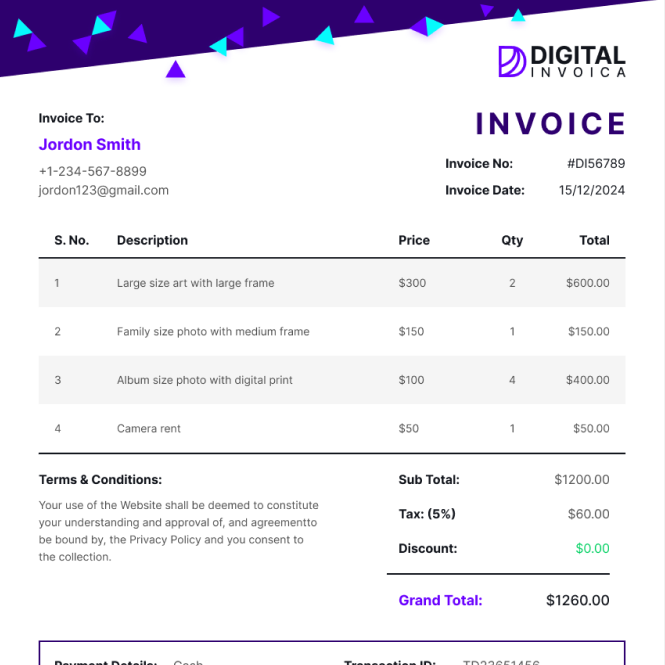 DIGITAL
INVOICA
INVOICE
Invoice To:
Jordon Smith
+1-234-567-8899
jordon123@gmail.com
Invoice No: #DI56789
Invoice Date: 15/12/2024
S. No. Description Price Qty Total
1 Large size art with large frame $300 2 $600.00
2 Family size photo with medium frame $150 1 $150.00
3 Album size photo with digital print $100 4 $400.00
4 Camera rent $50 1 $50.00
Terms & Conditions:
Your use of the Website shall be deemed to constitute
your understanding and approval of, and agreementto
be bound by, the Privacy Policy and you consent to
the collection.
Sub Total: $1200.00
Tax: (5%) $60.00
Discount: $0.00
Grand Total: $1260.00
Payment Details: Cash
Transaction ID: TD23651456